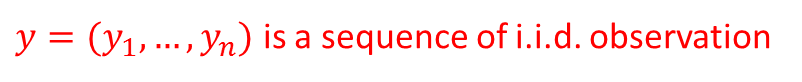 y = (y₁, …, yₙ) is a sequence of i.i.d. observation